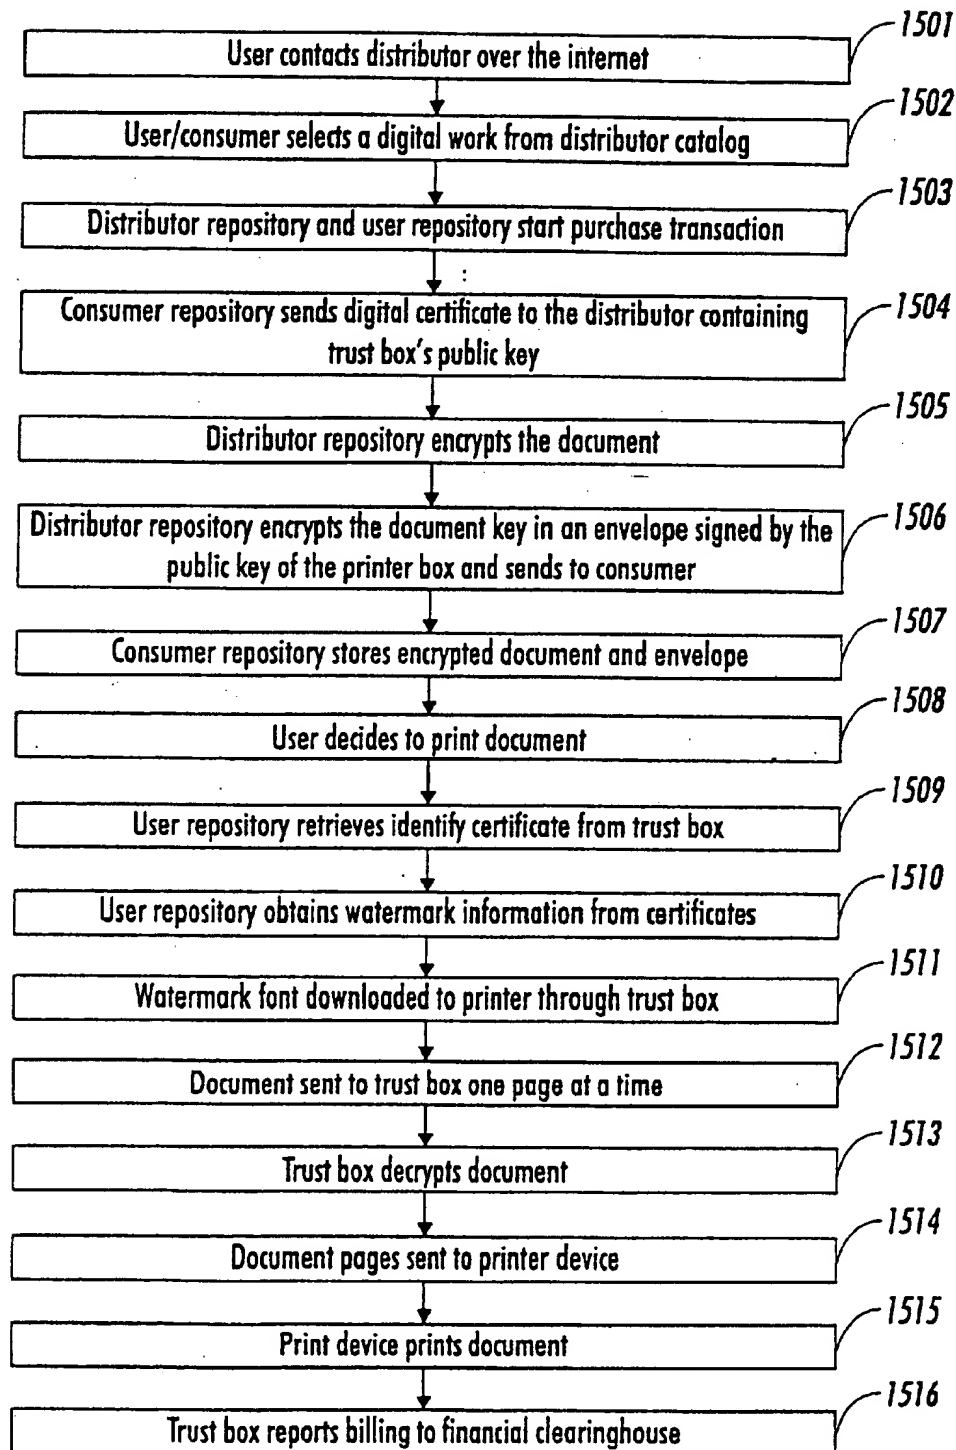 1501
User contacts distributor over the internet
1502
User/consumer selects a digital work from distributor catalog
1503
Distributor repository and user repository start purchase transaction
1504
Consumer repository sends digital certificate to the distributor containing
trust box's public key
1505
Distributor repository encrypts the document
1506
Distributor repository encrypts the document key in an envelope signed by the
public key of the printer box and sends to consumer
1507
Consumer repository stores encrypted document and envelope
1508
User decides to print document
1509
User repository retrieves identify certificate from trust box
1510
User repository obtains watermark information from certificates
1511
Watermark font downloaded to printer through trust box
1512
Document sent to trust box one page at a time
1513
Trust box decrypts document
1514
Document pages sent to printer device
1515
Print device prints document
1516
Trust box reports billing to financial clearinghouse